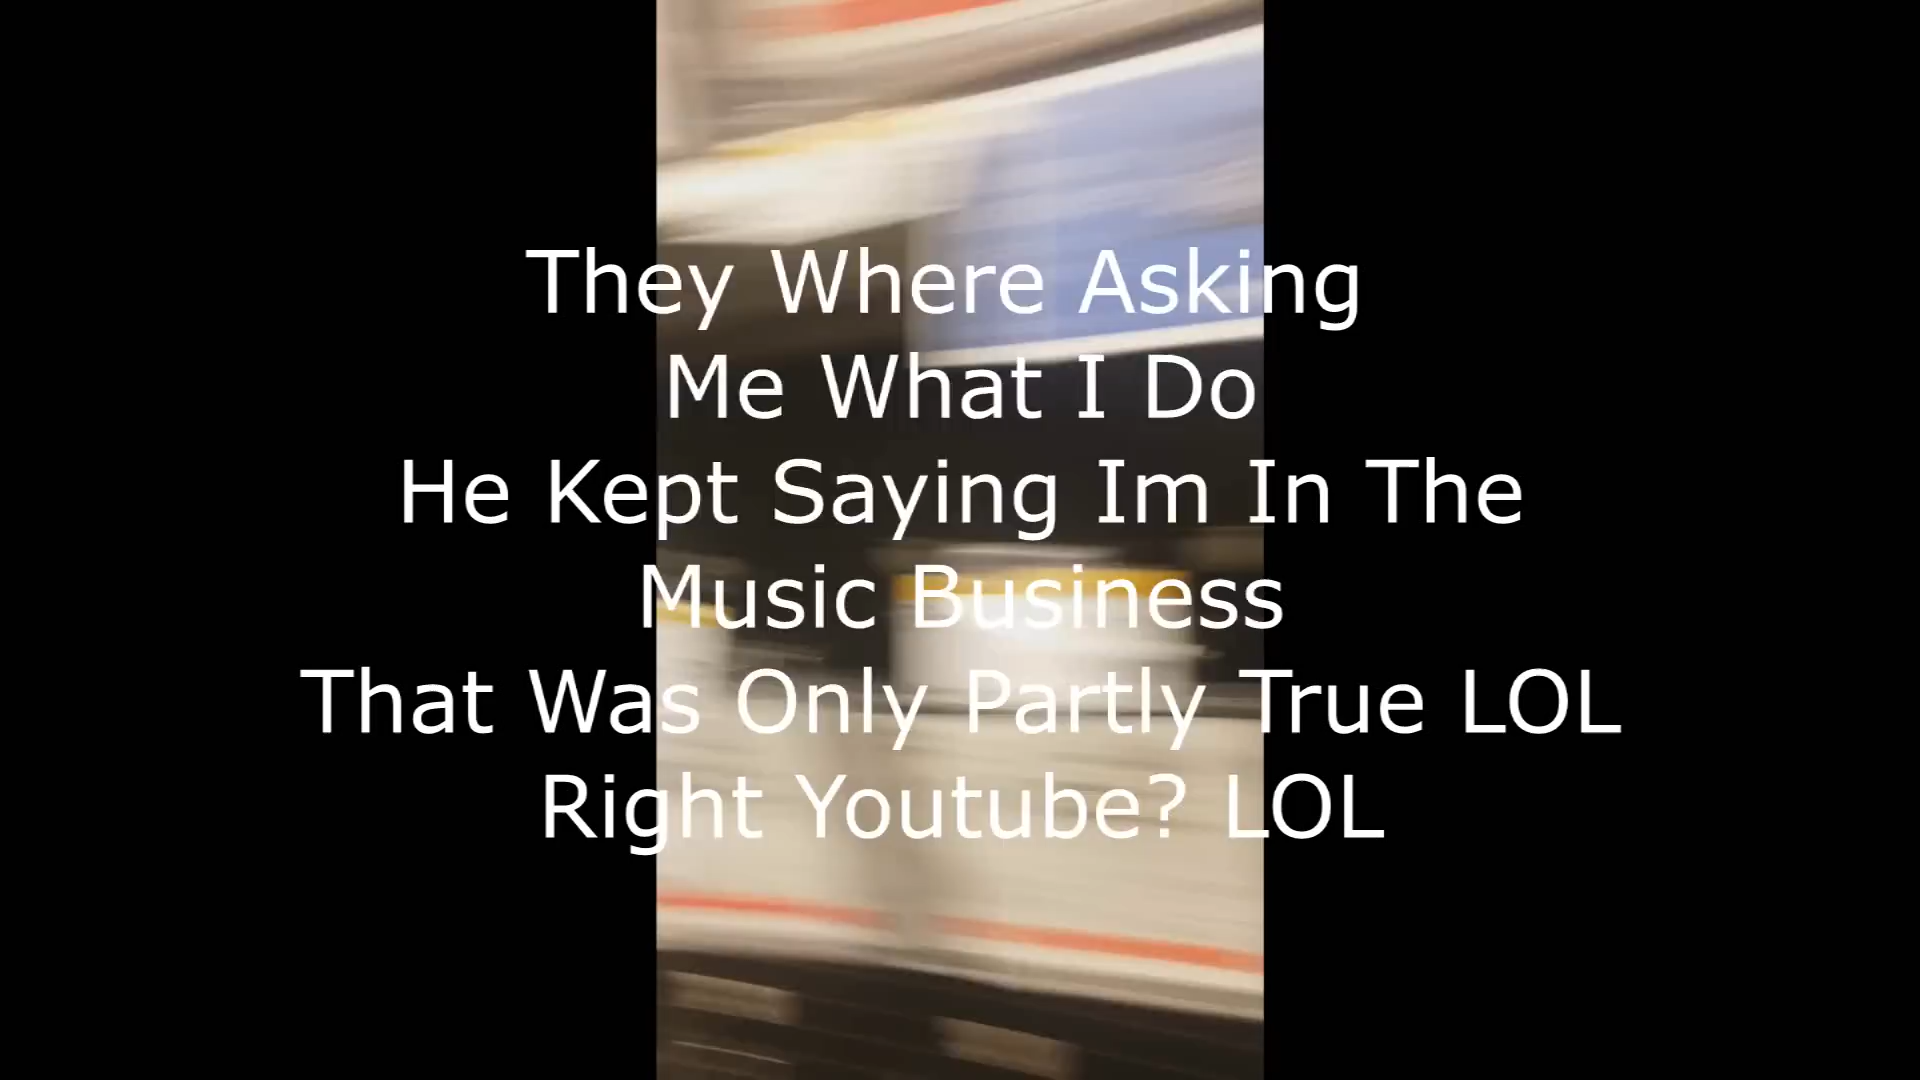 They Where Asking
Me What I Do
He Kept Saying Im In The
Music Business
That Was Only Partly True LOL
Right Youtube? LOL